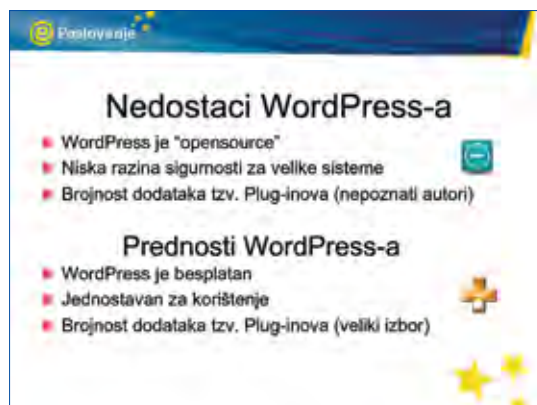 e Poslovanje
Nedostaci WordPress-a
WordPress je "opensource"
Niska razina sigurnosti za velike sisteme
Brojnost dodataka tzv. Plug-inova (nepoznati autori)
Prednosti WordPress-a
WordPress je besplatan
Jednostavan za korištenje
Brojnost dodataka tzv. Plug-inova (veliki izbor)